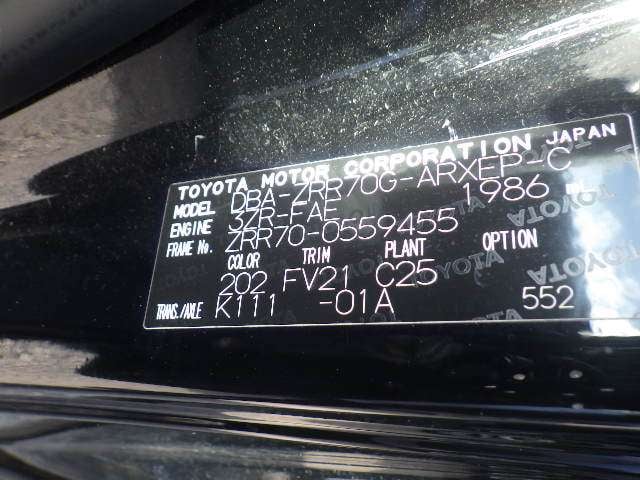 TOYOTA MOTOR CORPORATION JAPAN
MODEL DBA-ZRR70G-ARXEP-C
ENGINE 3ZR-FAE 1986 mL
FRAME No. ZRR70-0559455
COLOR TRIM PLANT OPTION
202 FV21 C25
TRANS./AXLE K111 -01A 552